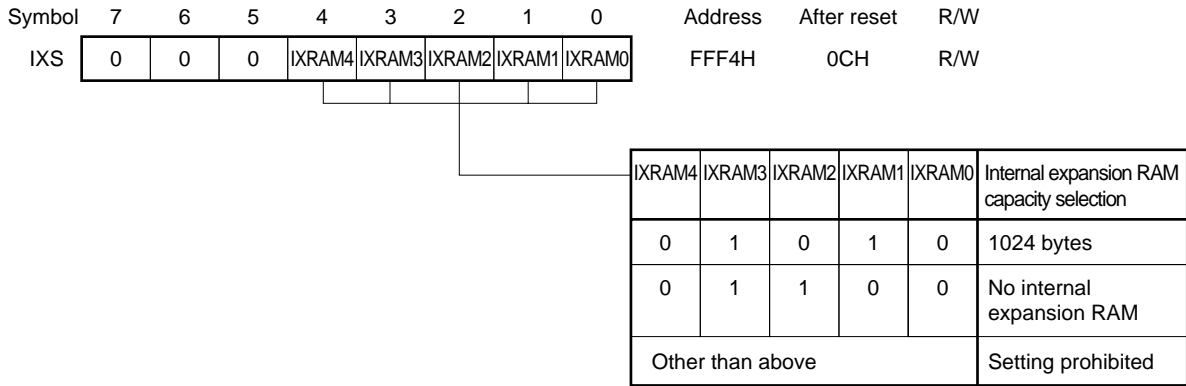 Symbol 7 6 5 4 3 2 1 0 Address After reset R/W
IXS 0 0 0 IXRAM4 IXRAM3 IXRAM2 IXRAM1 IXRAM0 FFF4H 0CH R/W
IXRAM4 IXRAM3 IXRAM2 IXRAM1 IXRAM0 Internal expansion RAM
capacity selection
0 1 0 1 0 1024 bytes
0 1 1 0 0 No internal
expansion RAM
Other than above Setting prohibited